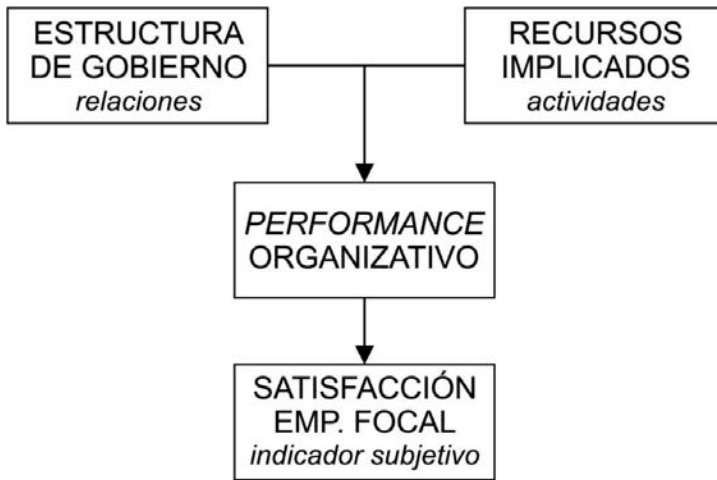 ESTRUCTURA
DE GOBIERNO
relaciones
RECURSOS
IMPLICADOS
actividades
PERFORMANCE
ORGANIZATIVO
SATISFACCIÓN
EMP. FOCAL
indicador subjetivo